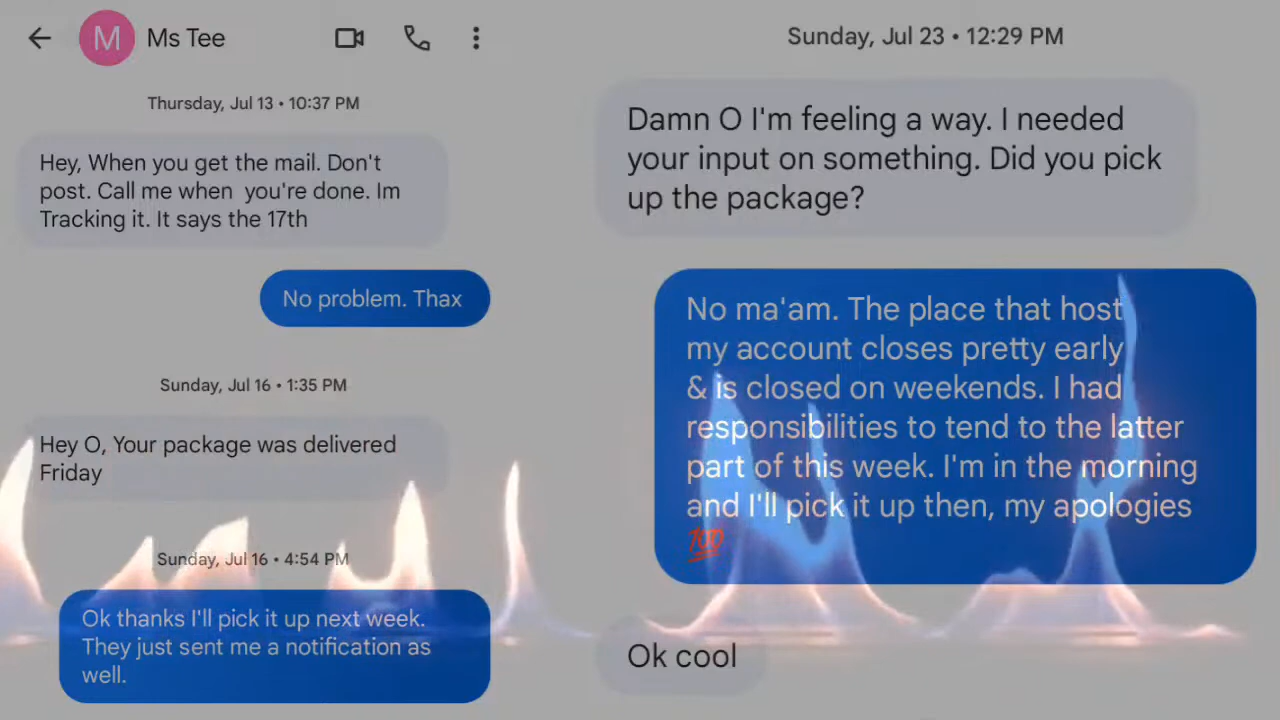 M Ms Tee
Thursday, Jul 13 • 10:37 PM
Hey, When you get the mail. Don't
post. Call me when you're done. Im
Tracking it. It says the 17th
No problem. Thax
Sunday, Jul 16 • 1:35 PM
Hey O, Your package was delivered
Friday
Sunday, Jul 16 • 4:54 PM
Ok thanks I'll pick it up next week.
They just sent me a notification as
well.
Sunday, Jul 23 • 12:29 PM
Damn O I'm feeling a way. I needed
your input on something. Did you pick
up the package?
No ma'am. The place that host
my account closes pretty early
& is closed on weekends. I had
responsibilities to tend to the latter
part of this week. I'm in the morning
and I'll pick it up then, my apologies
💯
Ok cool